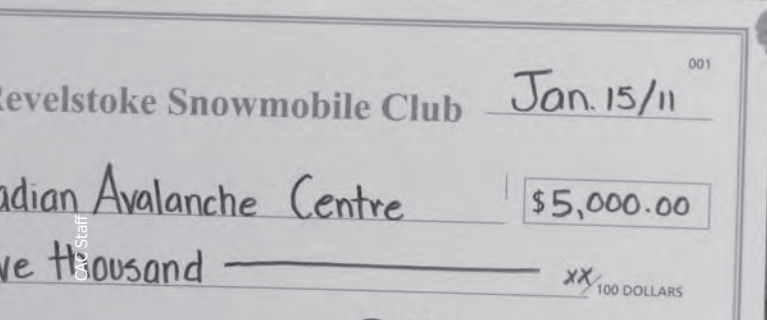 001
evelstoke Snowmobile Club Jan. 15/11
adian Avalanche Centre $5,000.00
ve thousand xx/100 DOLLARS
CAC Staff